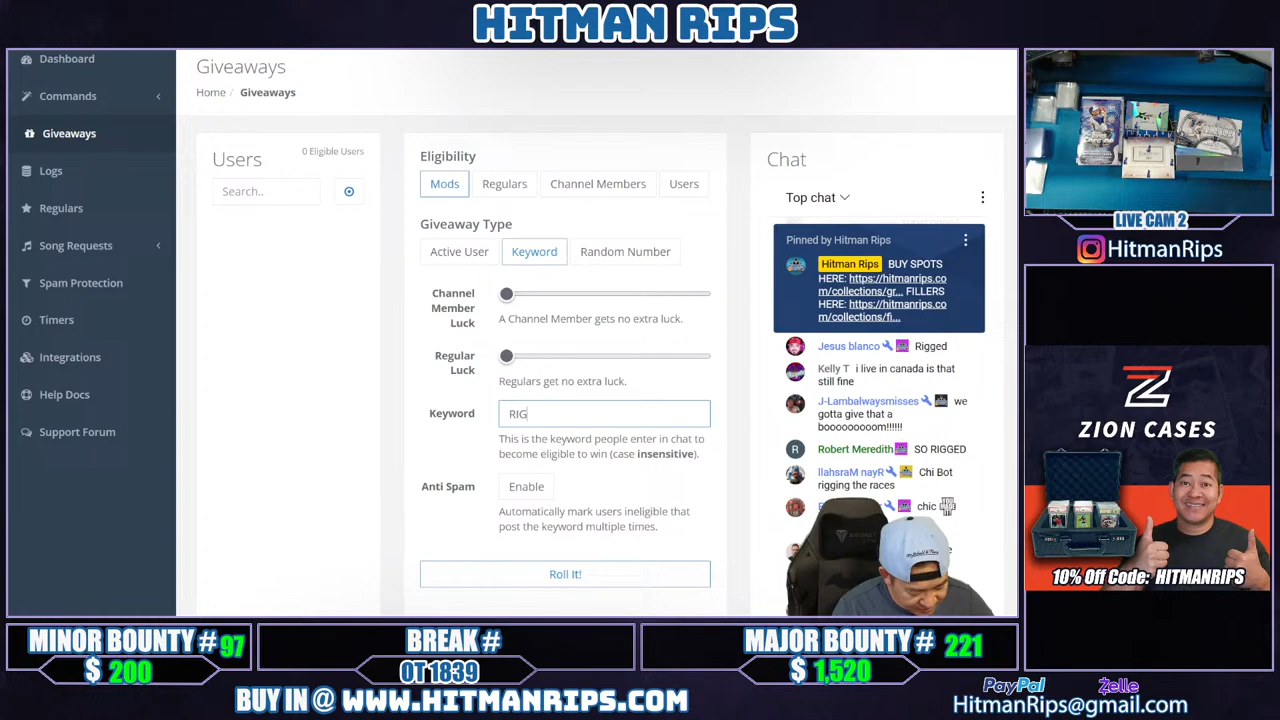 HITMAN RIPS
Dashboard
Commands
Giveaways
Logs
Regulars
Song Requests
Spam Protection
Timers
Integrations
Help Docs
Support Forum
Giveaways
Home / Giveaways
Users
0 Eligible Users
Search..
Eligibility
Mods
Regulars
Channel Members
Users
Giveaway Type
Active User
Keyword
Random Number
Channel
Member
Luck
A Channel Member gets no extra luck.
Regular
Luck
Regulars get no extra luck.
Keyword
RIG
This is the keyword people enter in chat to
become eligible to win (case insensitive).
Anti Spam
Enable
Automatically mark users ineligible that
post the keyword multiple times.
Roll It!
Chat
Top chat
Pinned by Hitman Rips
Hitman Rips BUY SPOTS
HERE: https://hitmanrips.co
m/collections/gr... FILLERS
HERE: https://hitmanrips.co
m/collections/fi...
Jesus blanco Rigged
Kelly T i live in canada is that
still fine
J-Lambalwaysmisses we
gotta give that a
booooooooom!!!!!!
Robert Meredith SO RIGGED
IlahsraM nayR Chi Bot
rigging the races
chic
LIVE CAM 2
HitmanRips
Z
ZION CASES
10% Off Code: HITMANRIPS
MINOR BOUNTY # 97
$ 200
BREAK #
OT 1839
MAJOR BOUNTY # 221
$ 1,520
BUY IN @ WWW.HITMANRIPS.COM
PayPal
Zelle
HitmanRips@gmail.com